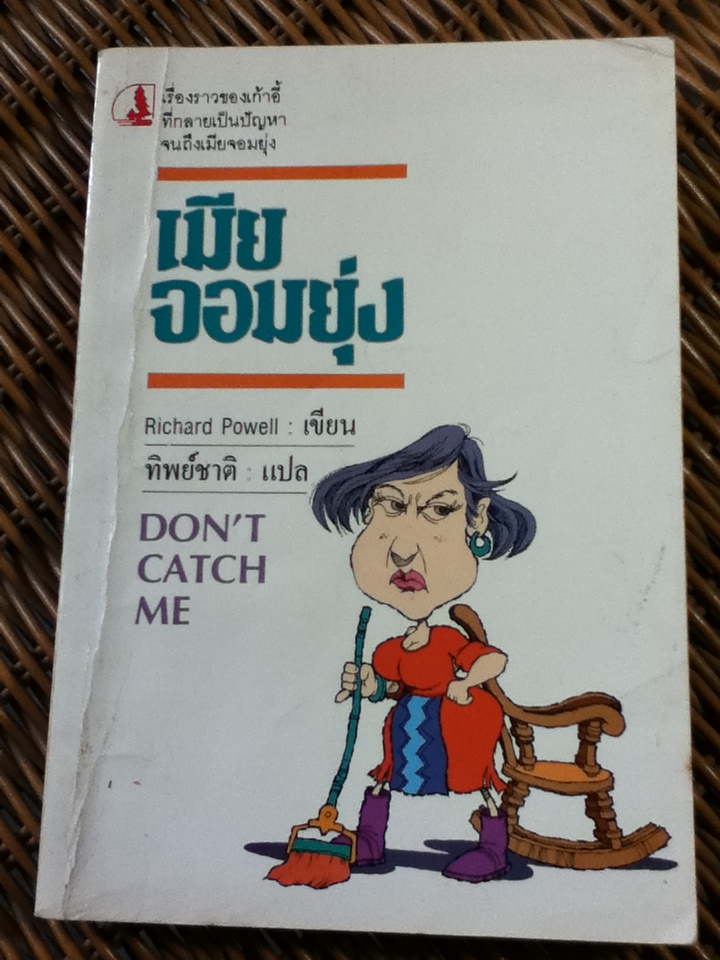 เรื่องราวของเก้าอี้
ที่กลายเป็นปัญหา
จนถึงเมียจอมยุ่ง
เมีย
จอมยุ่ง
Richard Powell : เขียน
ทิพย์ชาติ : แปล
DON'T
CATCH
ME